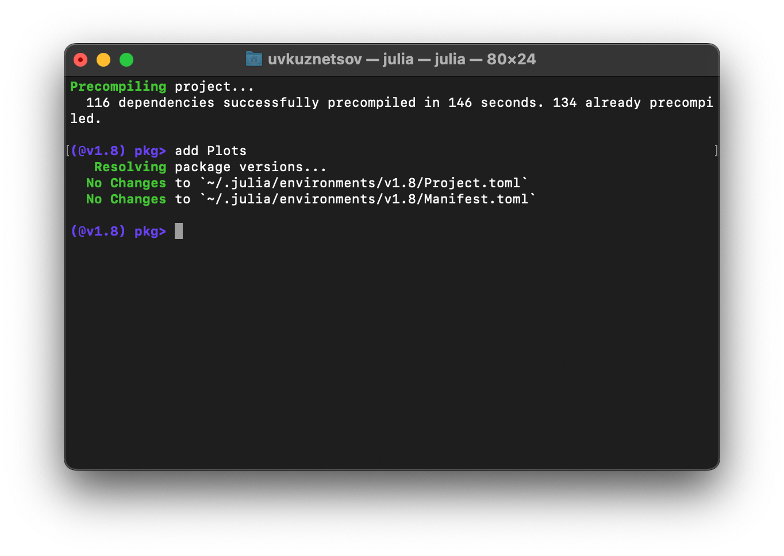 uvkuznetsov — julia — julia — 80×24
Precompiling project...
  116 dependencies successfully precompiled in 146 seconds. 134 already precompi
led.
[(@v1.8) pkg> add Plots ]
   Resolving package versions...
  No Changes to `~/.julia/environments/v1.8/Project.toml`
  No Changes to `~/.julia/environments/v1.8/Manifest.toml`
(@v1.8) pkg>